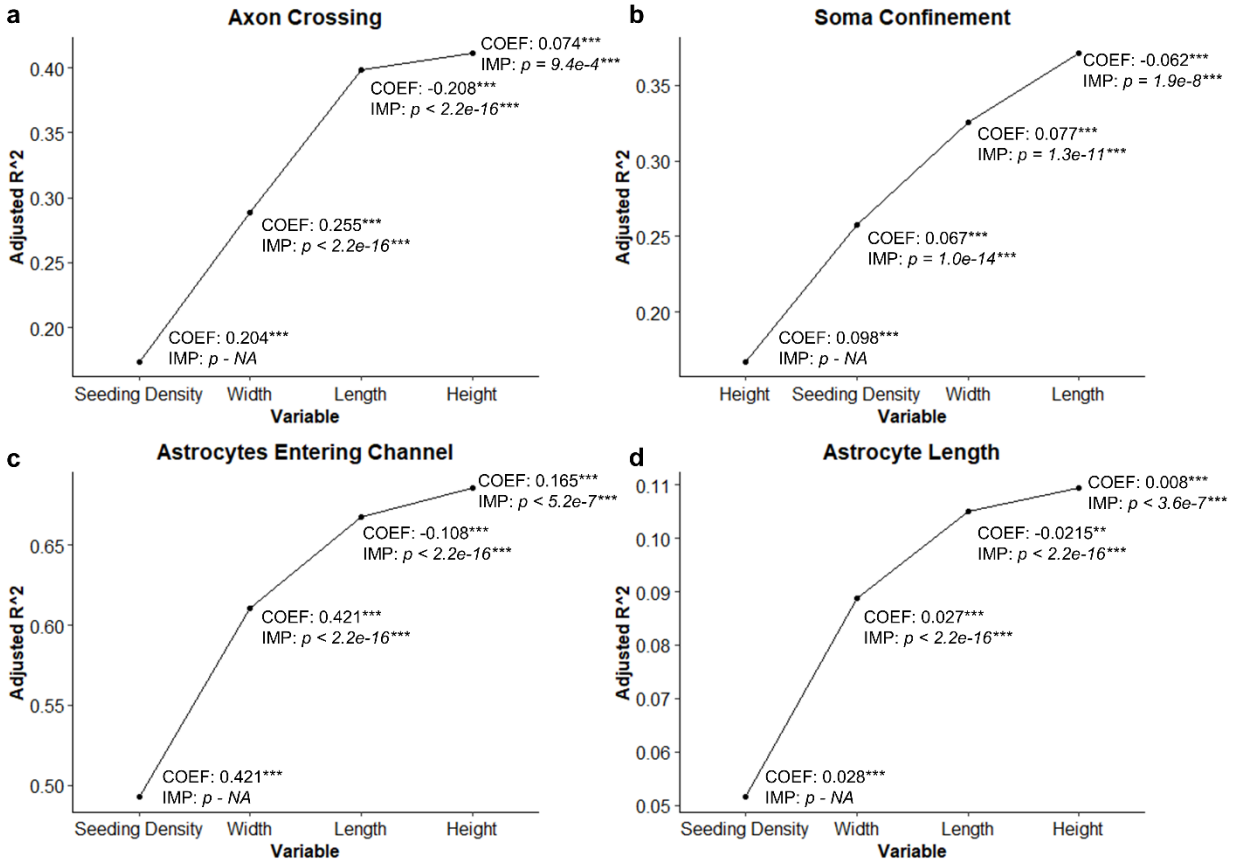 a
Axon Crossing
Adjusted R^2
0.40
0.35
0.30
0.25
0.20
COEF: 0.074***
IMP: p = 9.4e-4***
COEF: -0.208***
IMP: p < 2.2e-16***
COEF: 0.255***
IMP: p < 2.2e-16***
COEF: 0.204***
IMP: p - NA
Seeding Density Width Length Height
Variable
b
Soma Confinement
Adjusted R^2
0.35
0.30
0.25
0.20
COEF: -0.062***
IMP: p = 1.9e-8***
COEF: 0.077***
IMP: p = 1.3e-11***
COEF: 0.067***
IMP: p = 1.0e-14***
COEF: 0.098***
IMP: p - NA
Height Seeding Density Width Length
Variable
c
Astrocytes Entering Channel
Adjusted R^2
0.65
0.60
0.55
0.50
COEF: 0.165***
IMP: p < 5.2e-7***
COEF: -0.108***
IMP: p < 2.2e-16***
COEF: 0.421***
IMP: p < 2.2e-16***
COEF: 0.421***
IMP: p - NA
Seeding Density Width Length Height
Variable
d
Astrocyte Length
Adjusted R^2
0.11
0.10
0.09
0.08
0.07
0.06
0.05
COEF: 0.008***
IMP: p < 3.6e-7***
COEF: -0.0215**
IMP: p < 2.2e-16***
COEF: 0.027***
IMP: p < 2.2e-16***
COEF: 0.028***
IMP: p - NA
Seeding Density Width Length Height
Variable